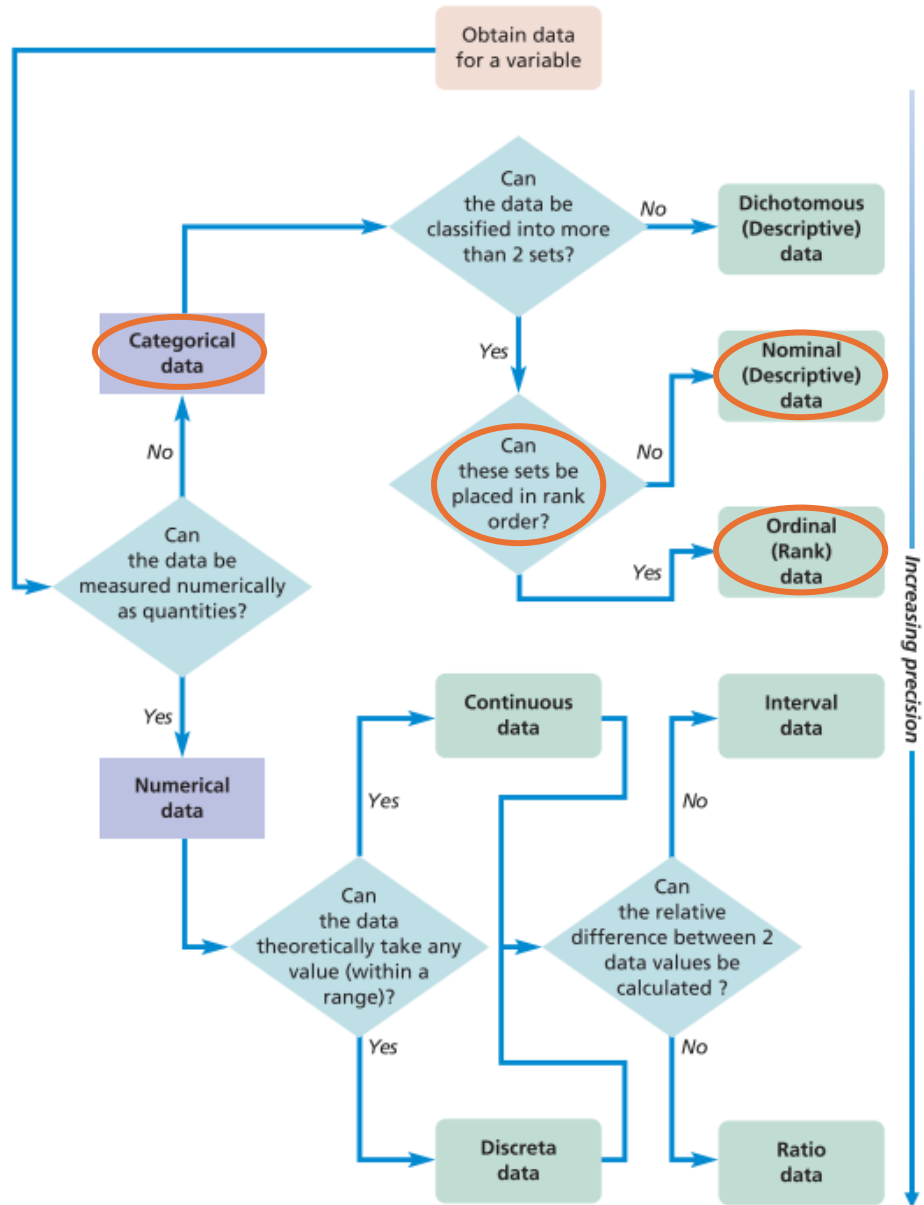 Obtain data
for a variable
Can
the data be
classified into more
than 2 sets?
No
Dichotomous
(Descriptive)
data
Categorical
data
Yes
Nominal
(Descriptive)
data
Can
these sets be
placed in rank
order?
No
No
Ordinal
(Rank)
data
Yes
Can
the data be
measured numerically
as quantities?
Increasing precision
Yes
Continuous
data
Interval
data
Numerical
data
Yes
No
Can
the data
theoretically take any
value (within a
range)?
Can
the relative
difference between 2
data values be
calculated ?
Yes
No
Discreta
data
Ratio
data